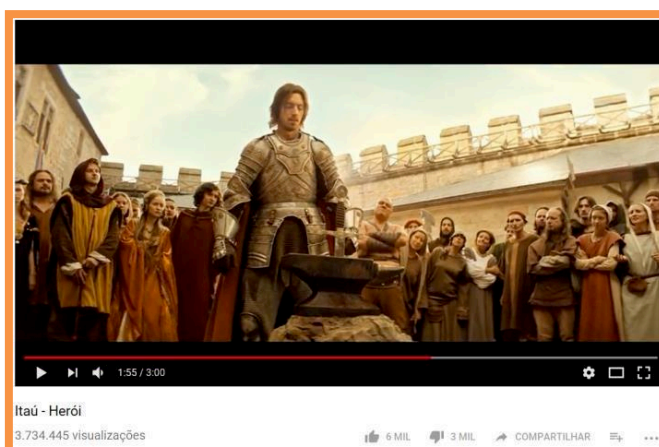 1:55 / 3:00
Itaú - Herói
3.734.445 visualizações
6 MIL 3 MIL COMPARTILHAR